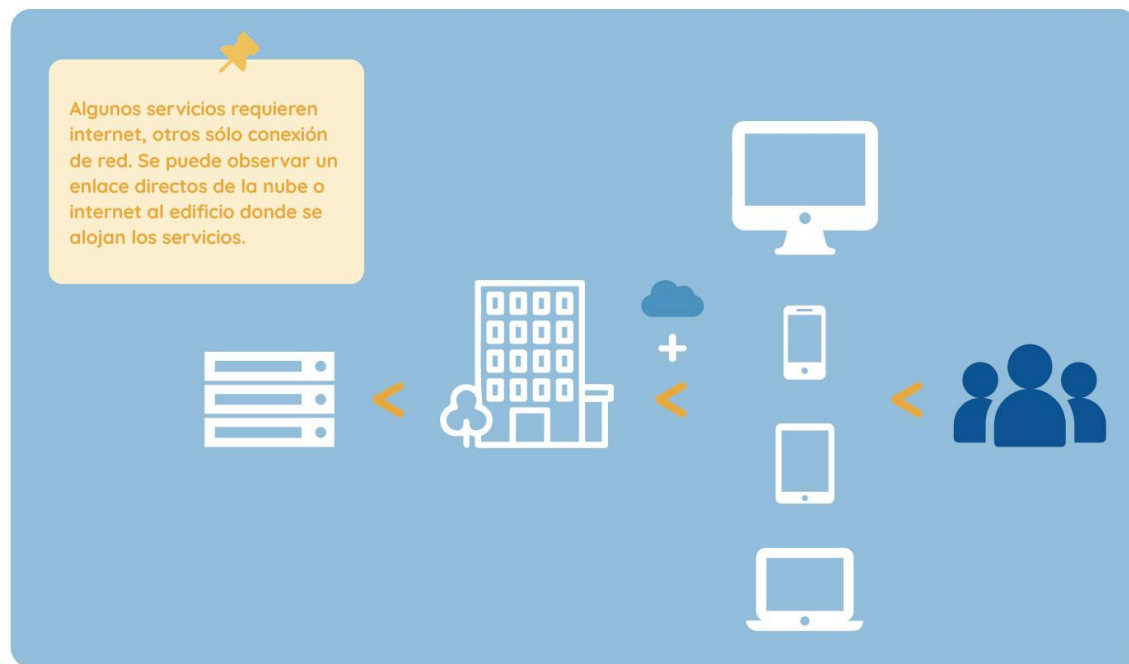 Algunos servicios requieren
internet, otros sólo conexión
de red. Se puede observar un
enlace directos de la nube o
internet al edificio donde se
alojan los servicios.